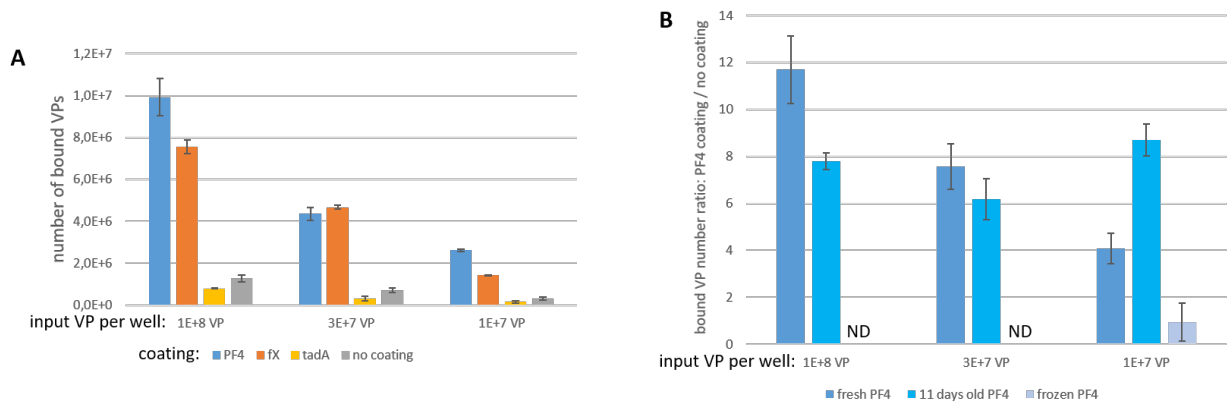 A
number of bound VPs
1,2E+7
1,0E+7
8,0E+6
6,0E+6
4,0E+6
2,0E+6
0,0E+0
input VP per well: 1E+8 VP 3E+7 VP 1E+7 VP
coating: PF4 fX tadA no coating
B
bound VP number ratio: PF4 coating / no coating
14
12
10
8
6
4
2
0
ND ND
input VP per well: 1E+8 VP 3E+7 VP 1E+7 VP
fresh PF4 11 days old PF4 frozen PF4